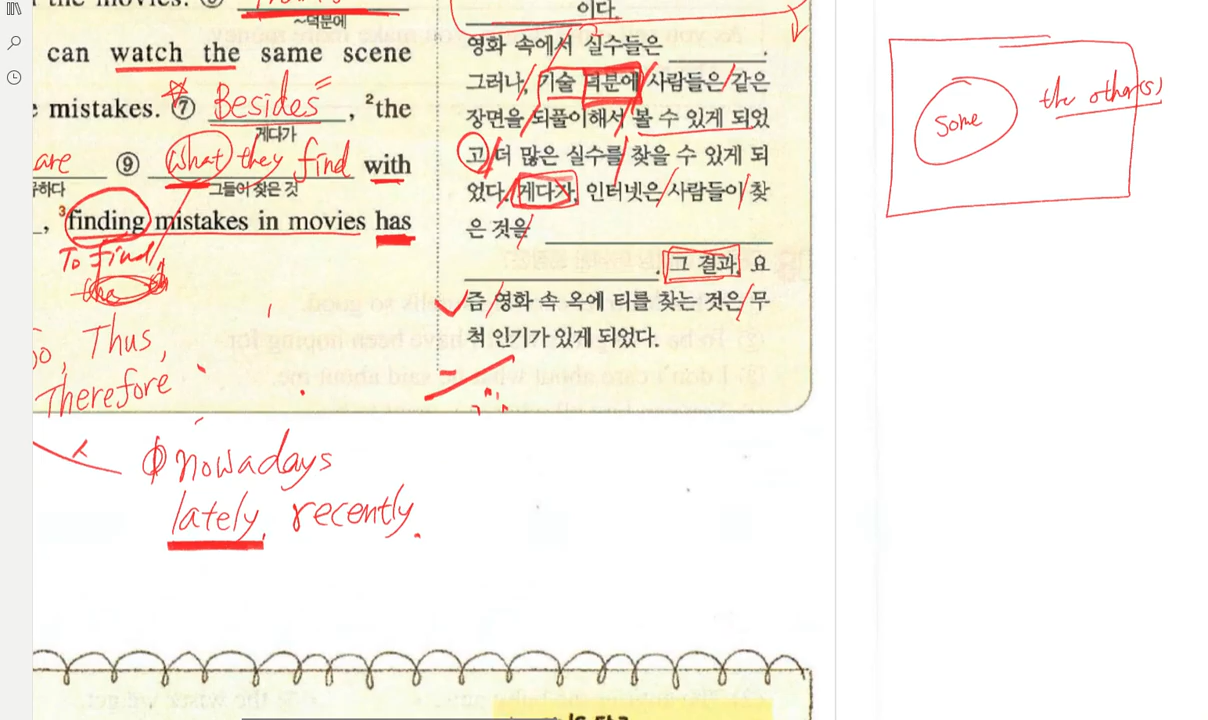 the movies. ⑥ 
~덕분에
can watch the same scene
e mistakes. ⑦ Besides, ²the
게다가
are ⑨ what they find with
하다 그들이 찾은 것
, ³finding mistakes in movies has
To find
So, Thus,
Therefore
nowadays
lately, recently.
이다.
영화 속에서 실수들은 .
그러나, 기술 덕분에 사람들은 같은
장면을 되풀이해서 볼 수 있게 되었
고 더 많은 실수를 찾을 수 있게 되
었다. 게다가, 인터넷은 사람들이 찾
은 것을
. 그 결과, 요
즘 영화 속 옥에 티를 찾는 것은 무
척 인기가 있게 되었다.
Some
the other(s)